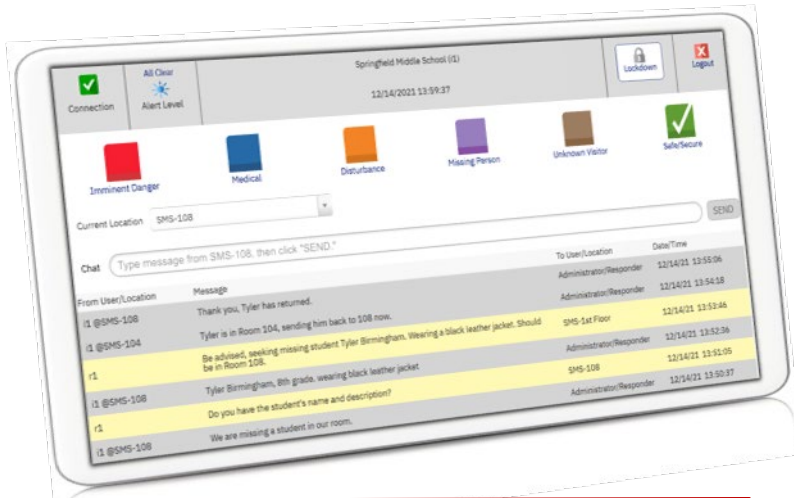 Connection
All Clear
Alert Level
Springfield Middle School (i1)
12/14/2021 13:59:37
Lockdown
X
Logout
Imminent Danger
Medical
Disturbance
Missing Person
Unknown Visitor
Safe/Secure
Current Location SMS-108
Chat Type message from SMS-108, then click "SEND." SEND
From User/Location Message To User/Location Date/Time
i1 @SMS-108 Thank you, Tyler has returned. Administrator/Responder 12/14/21 13:55:06
i1 @SMS-104 Tyler is in Room 104, sending him back to 108 now. Administrator/Responder 12/14/21 13:54:18
r1 Be advised, seeking missing student Tyler Birmingham. Wearing a black leather jacket. Should SMS-1st Floor 12/14/21 13:53:46
be in Room 108.
i1 @SMS-108 Tyler Birmingham, 8th grade, wearing black leather jacket Administrator/Responder 12/14/21 13:52:36
r1 Do you have the student's name and description? SMS-108 12/14/21 13:51:05
i1 @SMS-108 We are missing a student in our room. Administrator/Responder 12/14/21 13:50:37